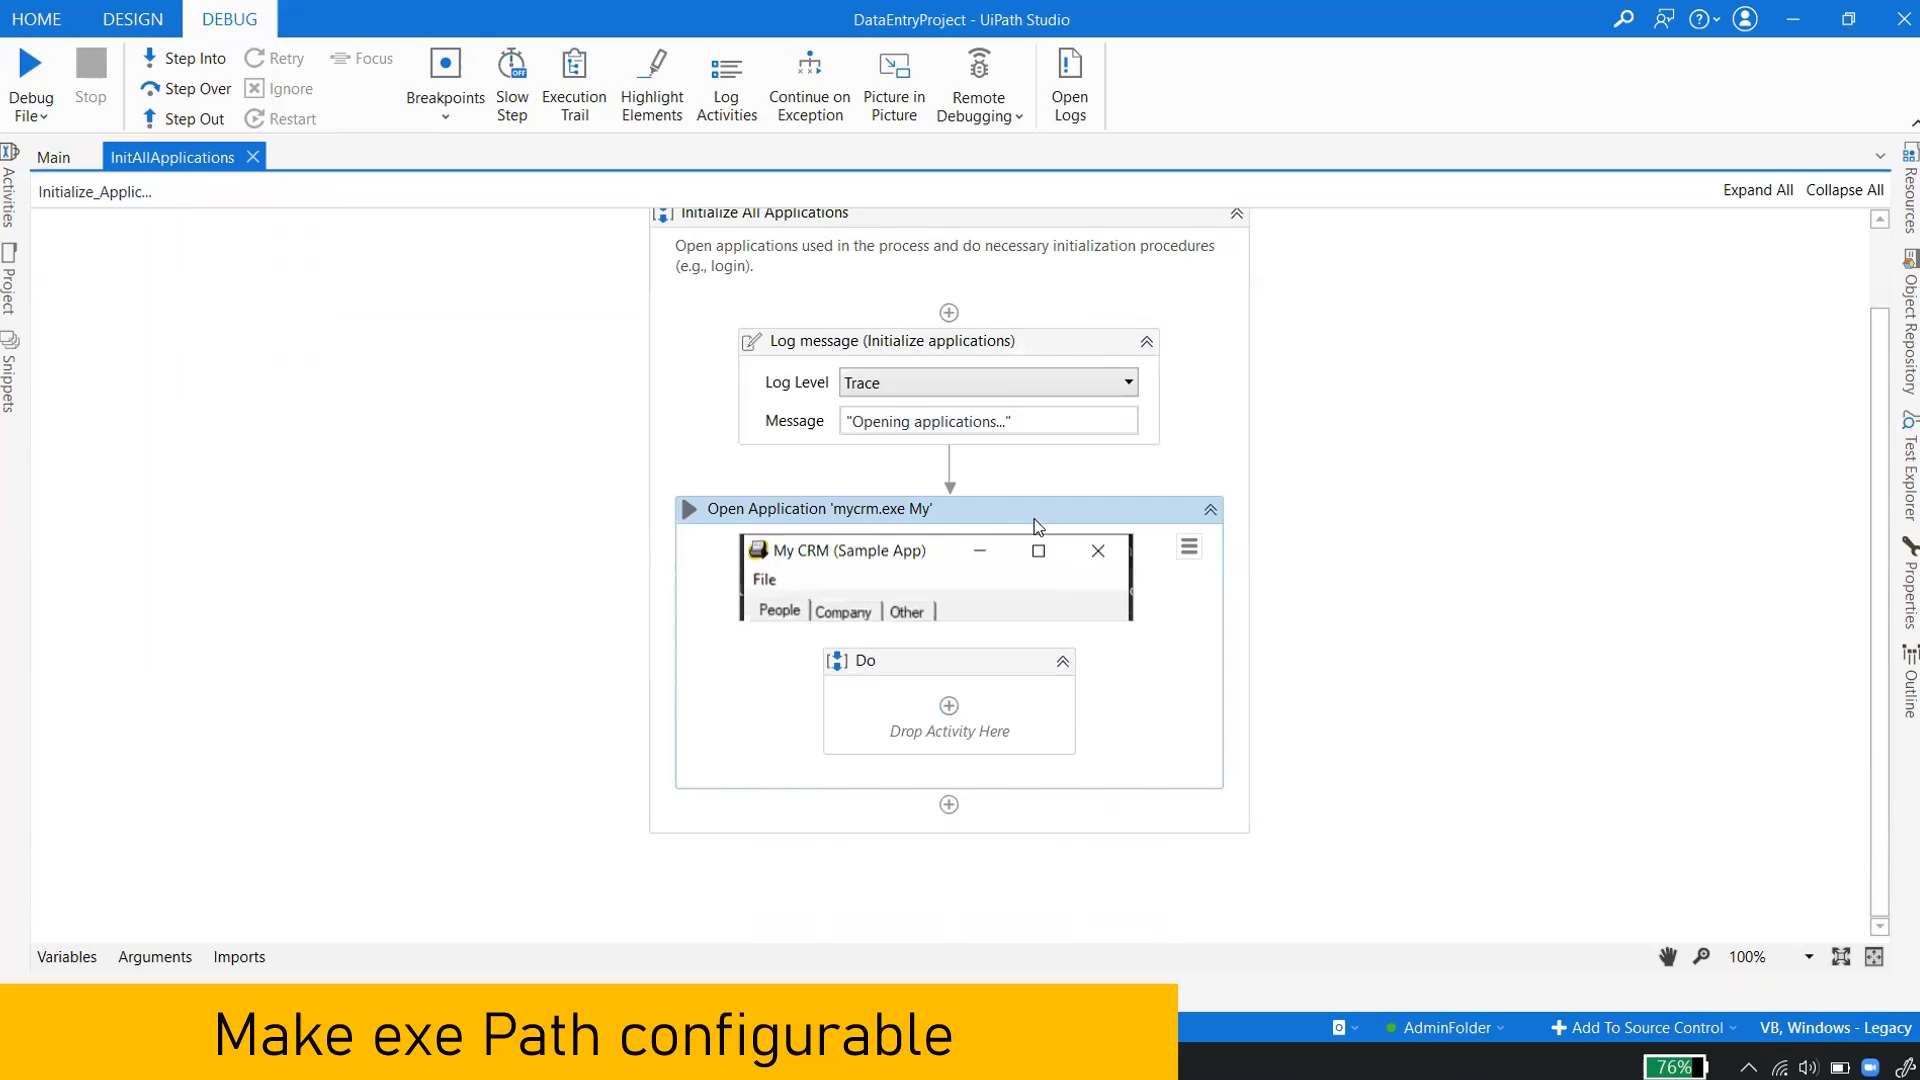 HOME DESIGN DEBUG DataEntryProject - UiPath Studio
Debug File
Stop
Step Into
Step Over
Step Out
Retry
Ignore
Restart
Focus
Breakpoints
Slow Step
Execution Trail
Highlight Elements
Log Activities
Continue on Exception
Picture in Picture
Remote Debugging
Open Logs
Main InitAllApplications
Initialize_Applic...
Expand All Collapse All
Activities
Project
Snippets
Initialize All Applications
Open applications used in the process and do necessary initialization procedures
(e.g., login).
Log message (Initialize applications)
Log Level Trace
Message "Opening applications..."
Open Application 'mycrm.exe My'
My CRM (Sample App)
File
People Company Other
Do
Drop Activity Here
Resources
Object Repository
Test Explorer
Properties
Outline
Variables Arguments Imports
100%
Make exe Path configurable
AdminFolder Add To Source Control VB, Windows - Legacy
76%